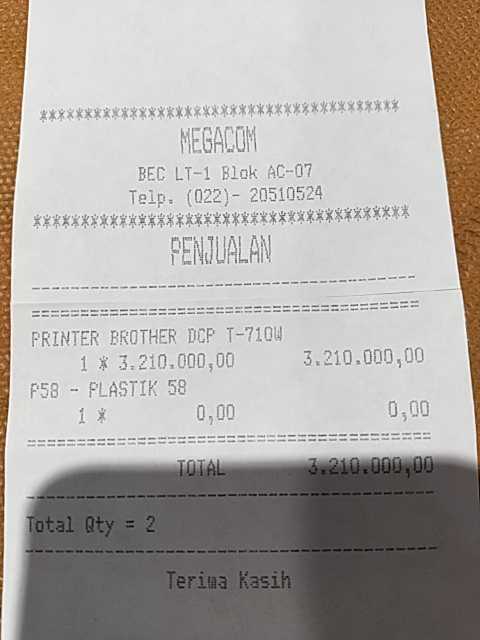 ****************************************
MEGACOM
BEC LT-1 Blok AC-07
Telp. (022)- 20510524
****************************************
PENJUALAN
----------------------------------------
========================================
PRINTER BROTHER DCP T-710W
1 * 3.210.000,00 3.210.000,00
P58 - PLASTIK 58
1 * 0,00 0,00
========================================
TOTAL 3.210.000,00
----------------------------------------
Total Qty = 2
----------------------------------------
Terima Kasih